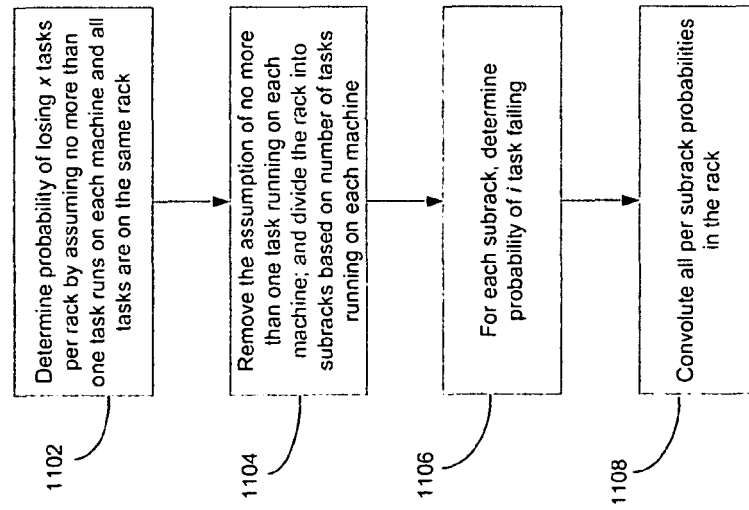 1102
Determine probability of losing x tasks
per rack by assuming no more than
one task runs on each machine and all
tasks are on the same rack
1104
Remove the assumption of no more
than one task running on each
machine; and divide the rack into
subracks based on number of tasks
running on each machine
1106
For each subrack, determine
probability of i task failing
1108
Convolute all per subrack probabilities
in the rack